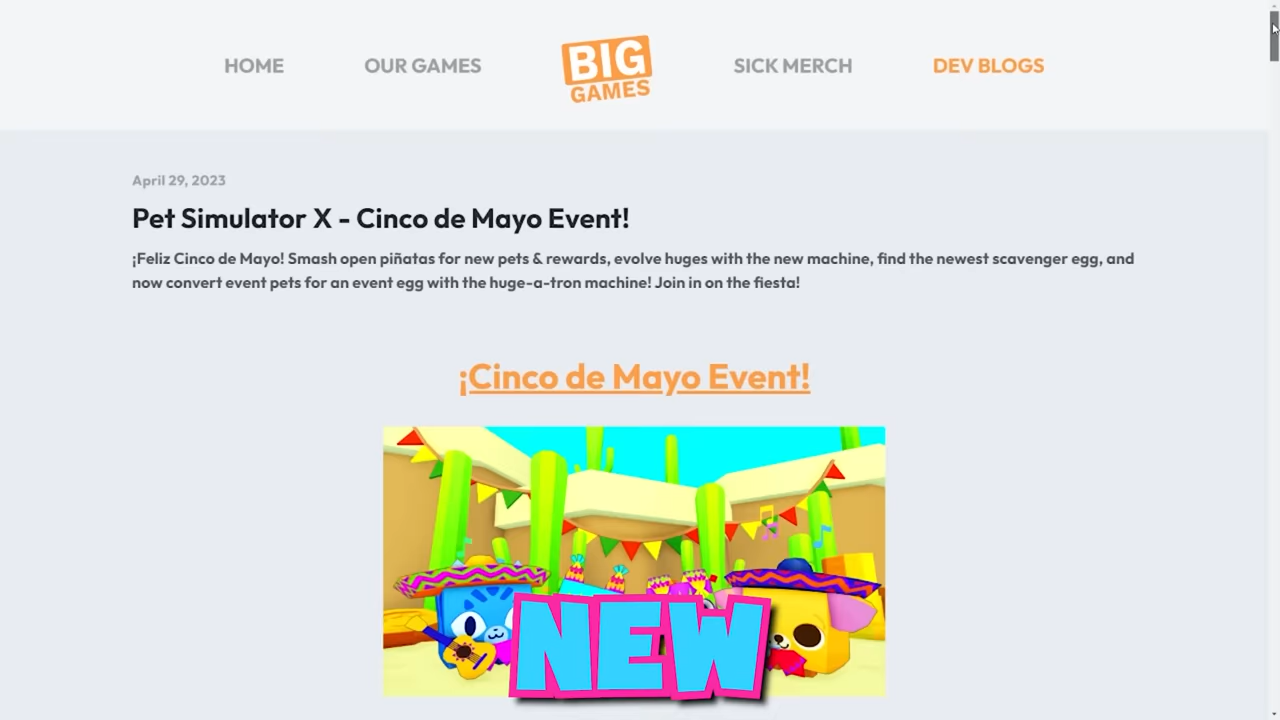 HOME
OUR GAMES
BIG
GAMES
SICK MERCH
DEV BLOGS
April 29, 2023
Pet Simulator X - Cinco de Mayo Event!
¡Feliz Cinco de Mayo! Smash open piñatas for new pets & rewards, evolve huges with the new machine, find the newest scavenger egg, and
now convert event pets for an event egg with the huge-a-tron machine! Join in on the fiesta!
¡Cinco de Mayo Event!
NEW